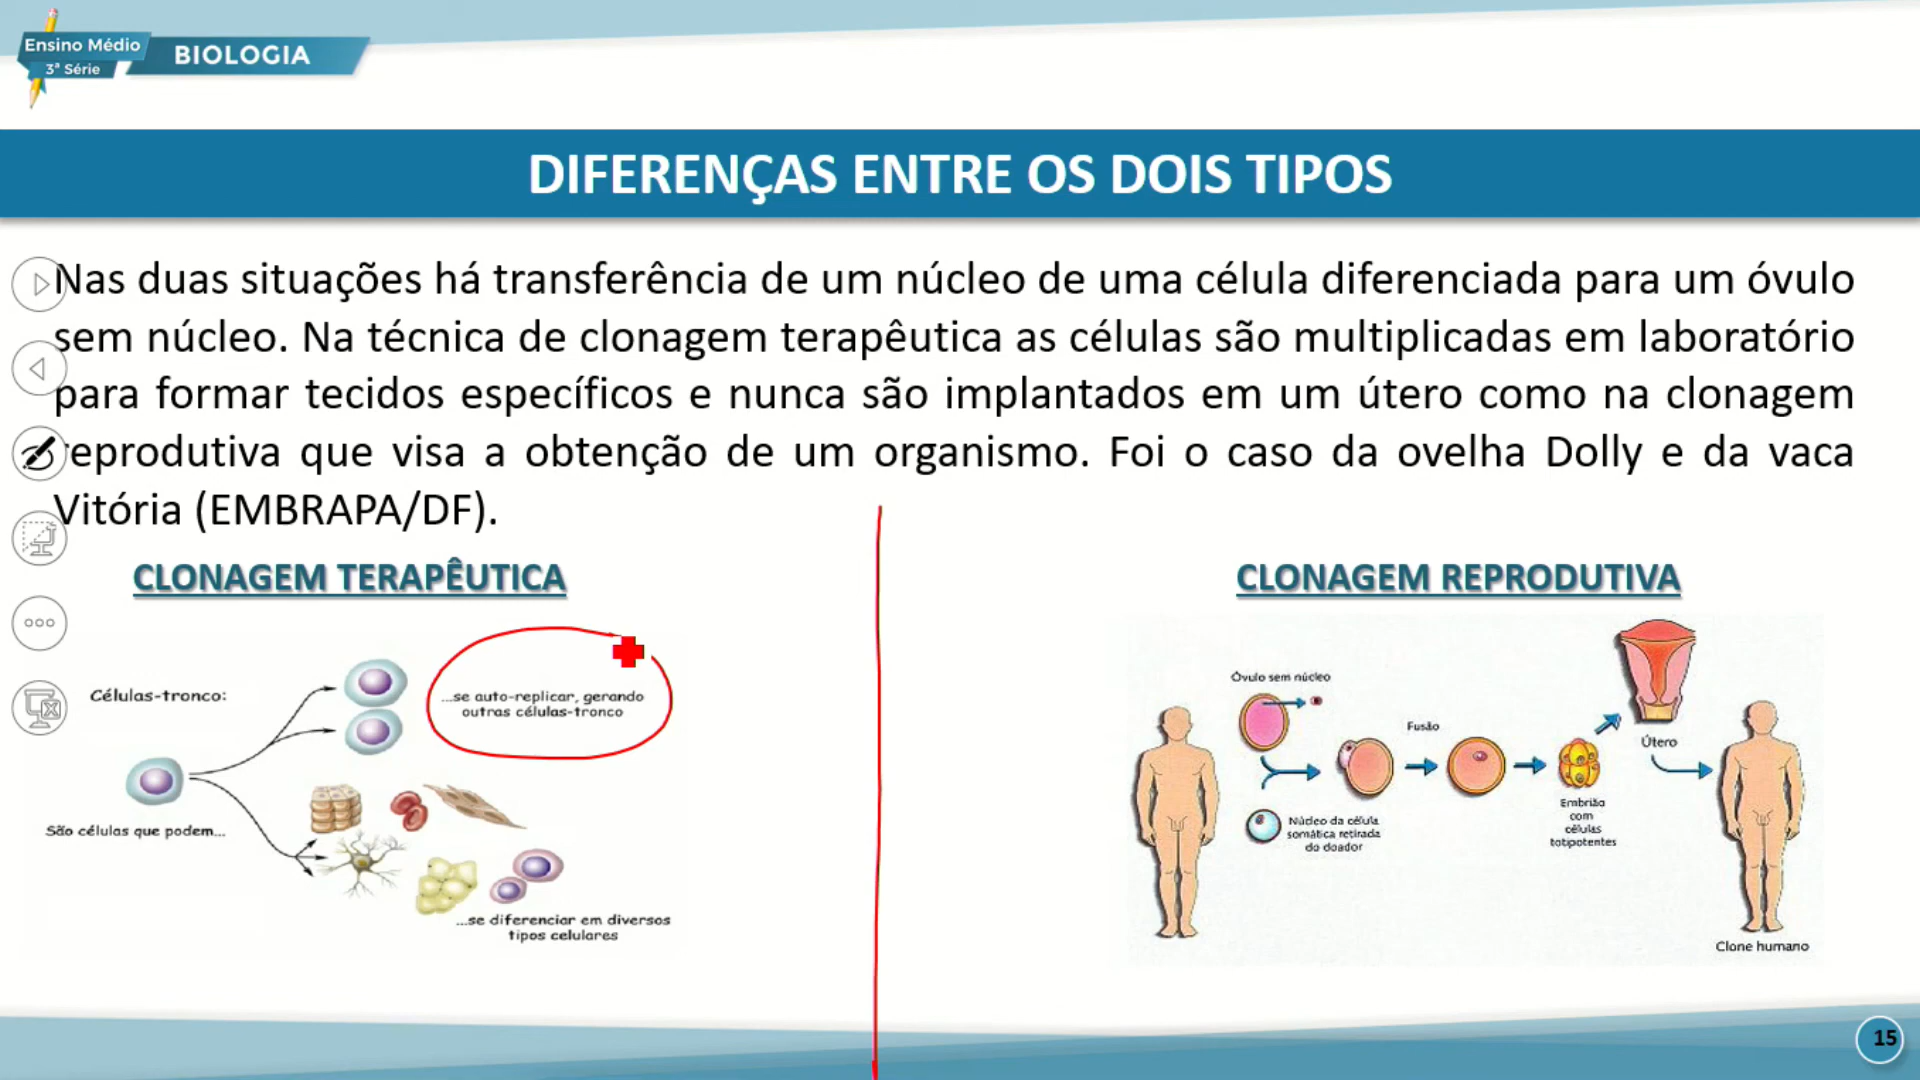 Ensino Médio
3ª Série
BIOLOGIA
DIFERENÇAS ENTRE OS DOIS TIPOS
Nas duas situações há transferência de um núcleo de uma célula diferenciada para um óvulo
sem núcleo. Na técnica de clonagem terapêutica as células são multiplicadas em laboratório
para formar tecidos específicos e nunca são implantados em um útero como na clonagem
reprodutiva que visa a obtenção de um organismo. Foi o caso da ovelha Dolly e da vaca
Vitória (EMBRAPA/DF).
CLONAGEM TERAPÊUTICA
Células-tronco:
...se auto-replicar, gerando
outras células-tronco
São células que podem...
...se diferenciar em diversos
tipos celulares
CLONAGEM REPRODUTIVA
Óvulo sem núcleo
Fusão
Útero
Núcleo da célula
somática retirada
do doador
Embrião
com
células
totipotentes
Clone humano
15